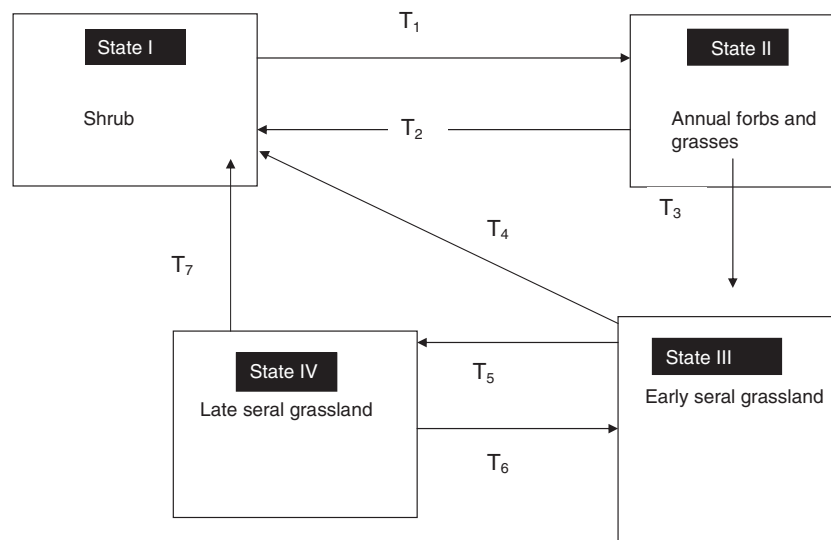 T₁
State I
State II
Shrub
T₂
Annual forbs and
grasses
T₃
T₄
T₇
State IV
State III
T₅
Late seral grassland
Early seral grassland
T₆